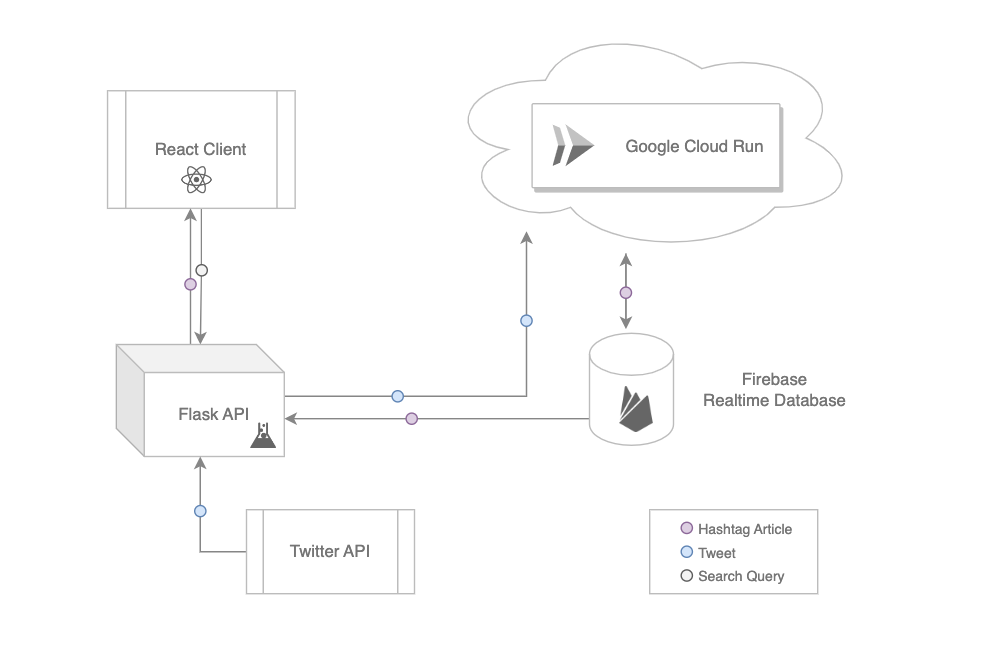 React Client
Google Cloud Run
Flask API
Firebase
Realtime Database
Twitter API
Hashtag Article
Tweet
Search Query